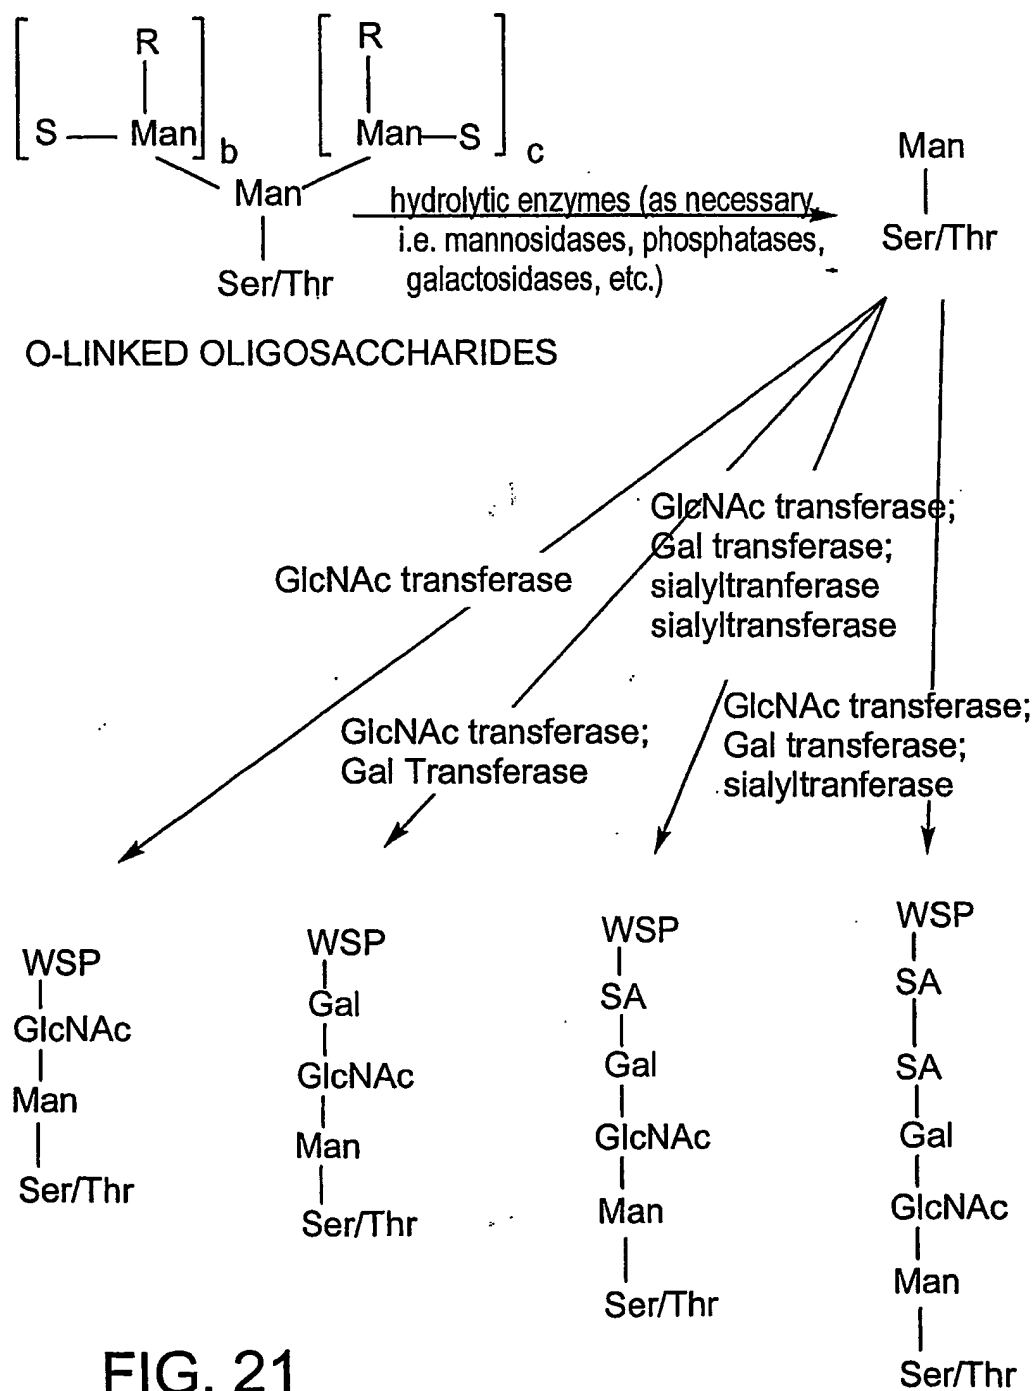 R R
S Man b Man S c
Man
Ser/Thr
Man
Ser/Thr
hydrolytic enzymes (as necessary,
i.e. mannosidases, phosphatases,
galactosidases, etc.)
O-LINKED OLIGOSACCHARIDES
GlcNAc transferase
GlcNAc transferase;
Gal Transferase
GlcNAc transferase;
Gal transferase;
sialyltranferase
sialyltransferase
GlcNAc transferase;
Gal transferase;
sialyltranferase
WSP
GlcNAc
Man
Ser/Thr
WSP
Gal
GlcNAc
Man
Ser/Thr
WSP
SA
Gal
GlcNAc
Man
Ser/Thr
WSP
SA
SA
Gal
GlcNAc
Man
Ser/Thr
FIG. 21